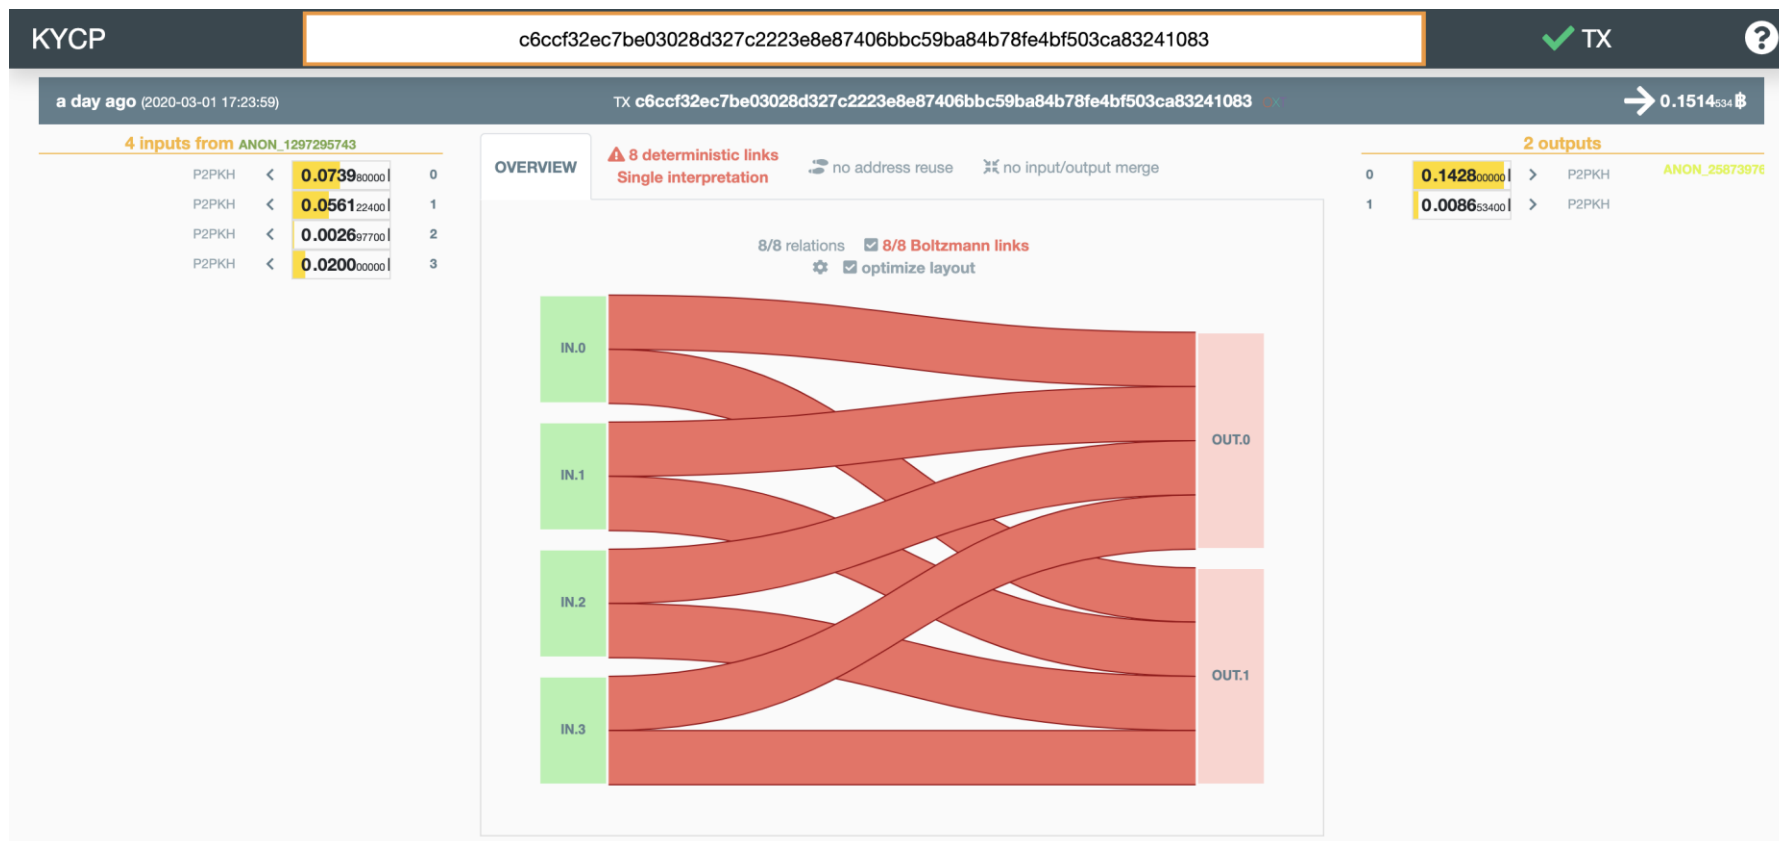 KYCP c6ccf32ec7be03028d327c2223e8e87406bbc59ba84b78fe4bf503ca83241083 TX ?
a day ago (2020-03-01 17:23:59) TX c6ccf32ec7be03028d327c2223e8e87406bbc59ba84b78fe4bf503ca83241083 0.1514534 ฿
4 inputs from ANON_1297295743
P2PKH < 0.073980000 0
P2PKH < 0.056122400 1
P2PKH < 0.002697700 2
P2PKH < 0.020000000 3
OVERVIEW
8 deterministic links
Single interpretation
no address reuse
no input/output merge
8/8 relations 8/8 Boltzmann links
optimize layout
IN.0
IN.1
IN.2
IN.3
OUT.0
OUT.1
2 outputs
0 0.142800000 > P2PKH ANON_25873976
1 0.008653400 > P2PKH